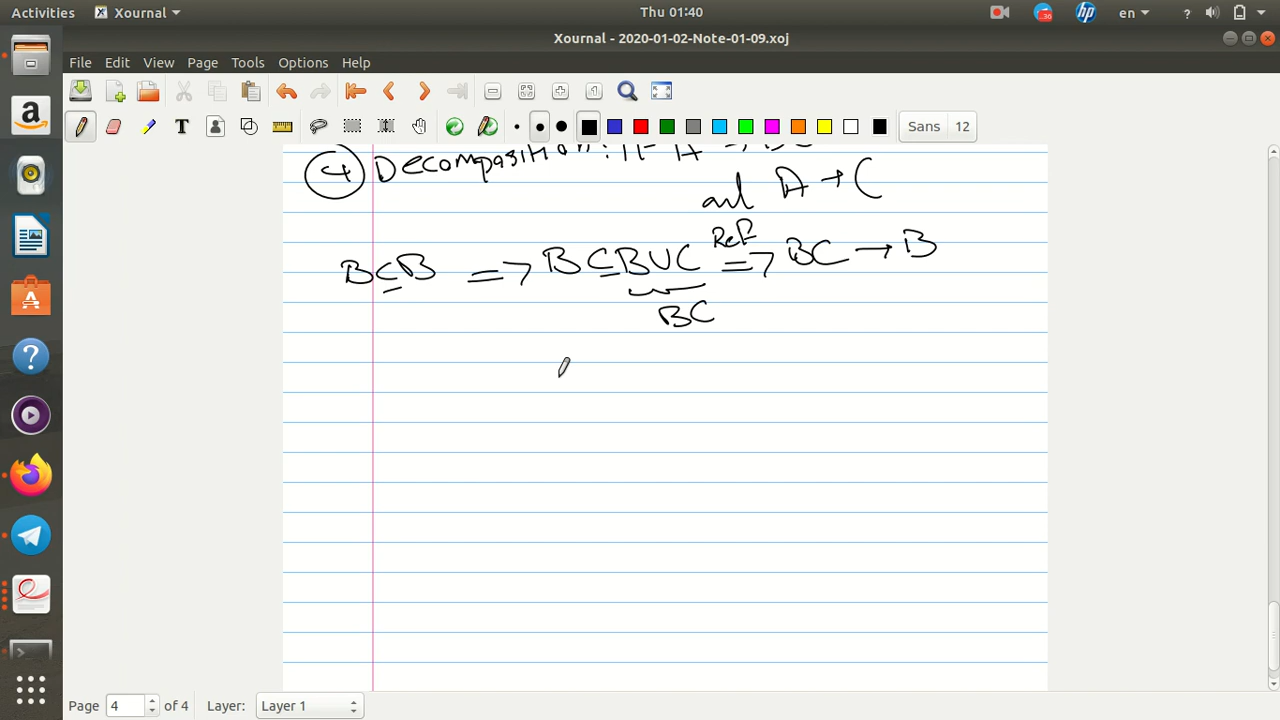 Activities Xournal Thu 01:40 36 en ?
Xournal - 2020-01-02-Note-01-09.xoj
File Edit View Page Tools Options Help
T Sans 12
4 Decomposition: If A → BC
and A → C
B ⊆ B ⇒ B ⊆ B ∪ C Ref ⇒ BC → B
BC
Page 4 of 4 Layer: Layer 1